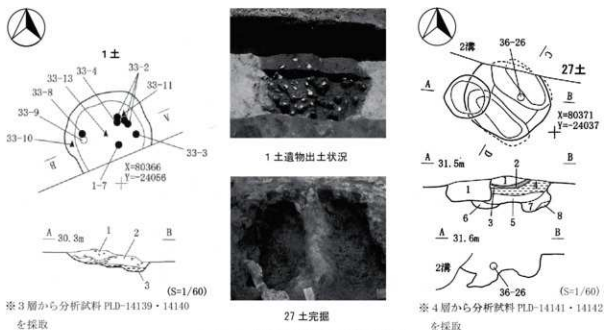 1土
33-2
33-4
33-13
33-11
33-8
33-9
33-10
33-3
1-7
A
B
X=80366
Y=-24056
A 30.3m B
1
2
3
(S=1/60)
※3層から分析試料 PLD-14139・14140
を採取
1土遺物出土状況
27土完掘
2溝
36-26
27土
A
B
C
D
X=80371
Y=-24037
A 31.5m B
1
1
2
4
6
3
5
7
8
A 31.6m B
2溝
36-26
(S=1/60)
※4層から分析試料 PLD-14141・14142
を採取